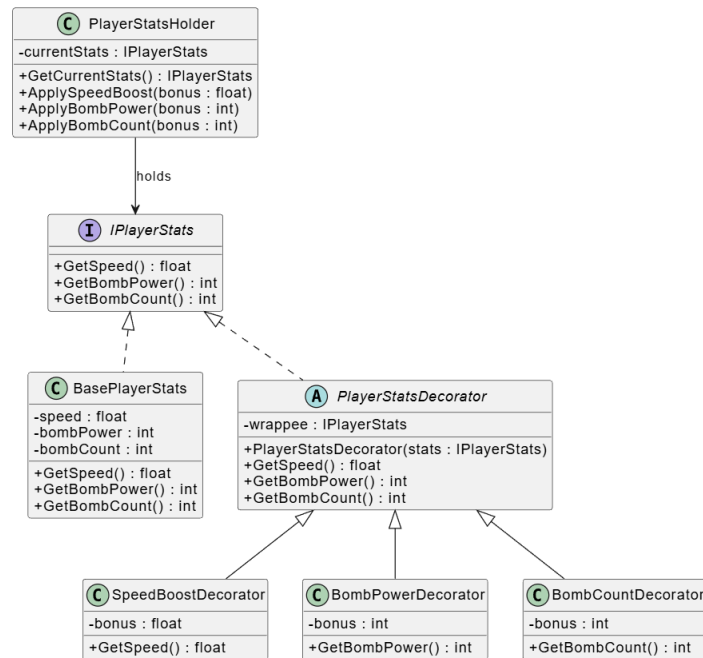 C PlayerStatsHolder
-currentStats : IPlayerStats
+GetCurrentStats() : IPlayerStats
+ApplySpeedBoost(bonus : float)
+ApplyBombPower(bonus : int)
+ApplyBombCount(bonus : int)
holds
I IPlayerStats
+GetSpeed() : float
+GetBombPower() : int
+GetBombCount() : int
C BasePlayerStats
-speed : float
-bombPower : int
-bombCount : int
+GetSpeed() : float
+GetBombPower() : int
+GetBombCount() : int
A PlayerStatsDecorator
-wrappee : IPlayerStats
+PlayerStatsDecorator(stats : IPlayerStats)
+GetSpeed() : float
+GetBombPower() : int
+GetBombCount() : int
C SpeedBoostDecorator
-bonus : float
+GetSpeed() : float
C BombPowerDecorator
-bonus : int
+GetBombPower() : int
C BombCountDecorator
-bonus : int
+GetBombCount() : int